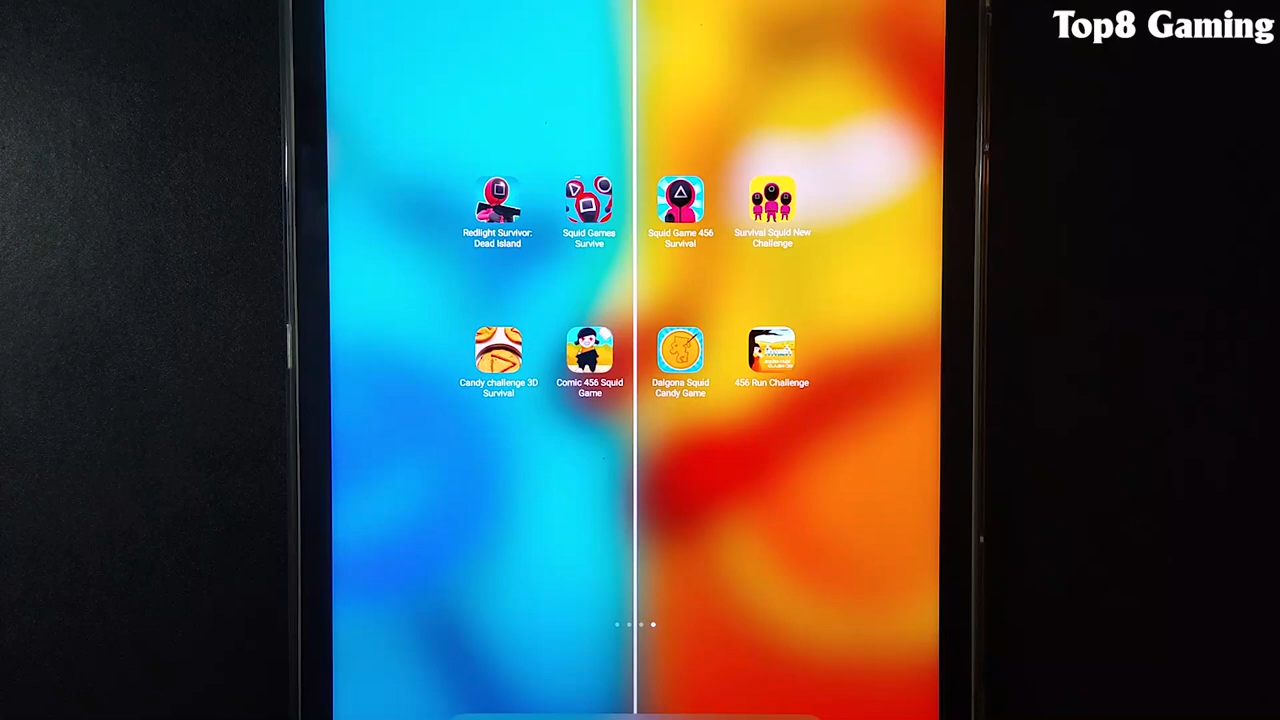 Top8 Gaming
Redlight Survivor:
Dead Island
Squid Games
Survive
Squid Game 456
Survival
Survival Squid New
Challenge
Candy challenge 3D
Survival
Comic 456 Squid
Game
Dalgona Squid
Candy Game
456 Run Challenge